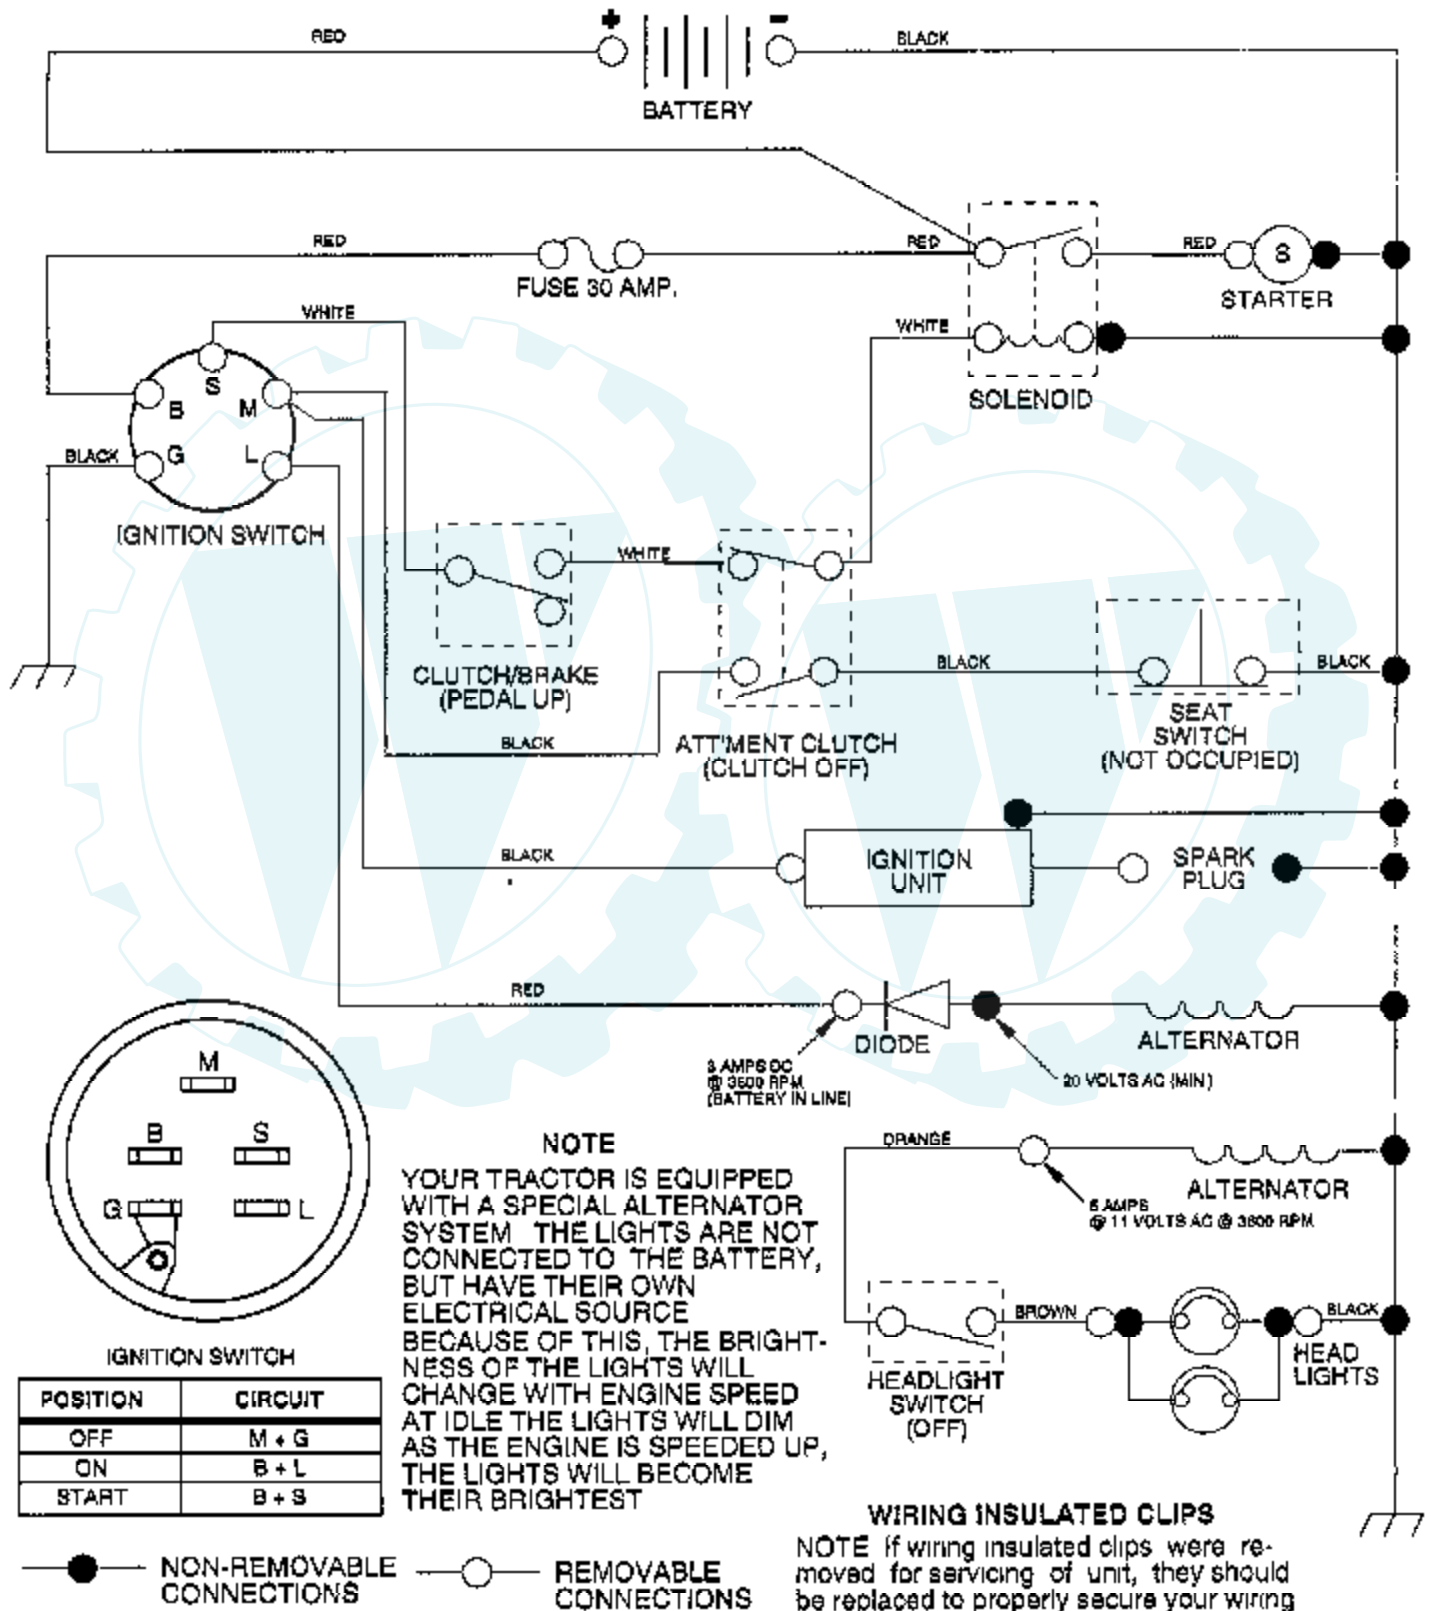 + -
RED
BLACK
BATTERY
RED
RED
RED
S
FUSE 30 AMP.
STARTER
WHITE
WHITE
SOLENOID
S
B
M
BLACK
G
L
IGNITION SWITCH
WHITE
CLUTCH/BRAKE
(PEDAL UP)
BLACK
BLACK
SEAT
SWITCH
(NOT OCCUPIED)
BLACK
ATT'MENT CLUTCH
(CLUTCH OFF)
BLACK
IGNITION
UNIT
SPARK
PLUG
RED
DIODE
ALTERNATOR
3 AMPS DC
@ 3600 RPM
(BATTERY IN LINE)
20 VOLTS AC (MIN)
M
B
S
G
L
IGNITION SWITCH
POSITION CIRCUIT
OFF M + G
ON B + L
START B + S
NOTE
YOUR TRACTOR IS EQUIPPED
WITH A SPECIAL ALTERNATOR
SYSTEM THE LIGHTS ARE NOT
CONNECTED TO THE BATTERY,
BUT HAVE THEIR OWN
ELECTRICAL SOURCE
BECAUSE OF THIS, THE BRIGHT-
NESS OF THE LIGHTS WILL
CHANGE WITH ENGINE SPEED
AT IDLE THE LIGHTS WILL DIM
AS THE ENGINE IS SPEEDED UP,
THE LIGHTS WILL BECOME
THEIR BRIGHTEST
ORANGE
ALTERNATOR
5 AMPS
@ 11 VOLTS AC @ 3600 RPM
BROWN
BLACK
HEAD
LIGHTS
HEADLIGHT
SWITCH
(OFF)
NON-REMOVABLE
CONNECTIONS
REMOVABLE
CONNECTIONS
WIRING INSULATED CLIPS
NOTE If wiring insulated clips were re-
moved for servicing of unit, they should
be replaced to properly secure your wiring